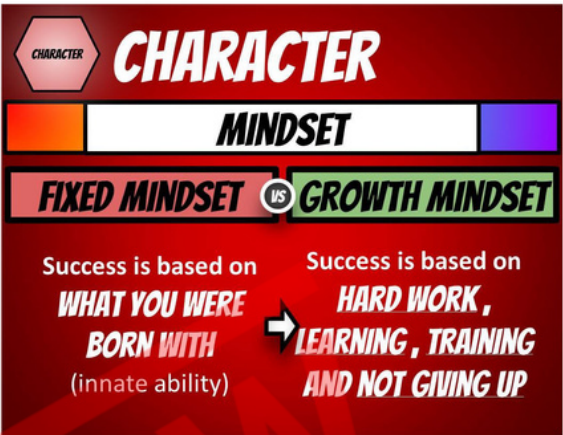 CHARACTER
CHARACTER
MINDSET
FIXED MINDSET VS GROWTH MINDSET
Success is based on
WHAT YOU WERE
BORN WITH
(innate ability)
Success is based on
HARD WORK ,
LEARNING , TRAINING
AND NOT GIVING UP